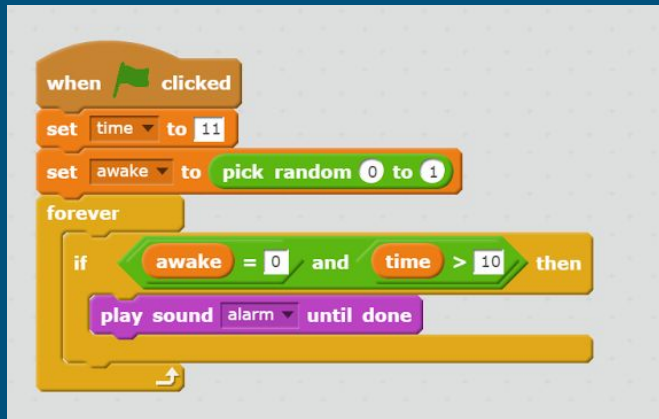 when clicked
set time to 11
set awake to pick random 0 to 1
forever
if awake = 0 and time > 10 then
play sound alarm until done